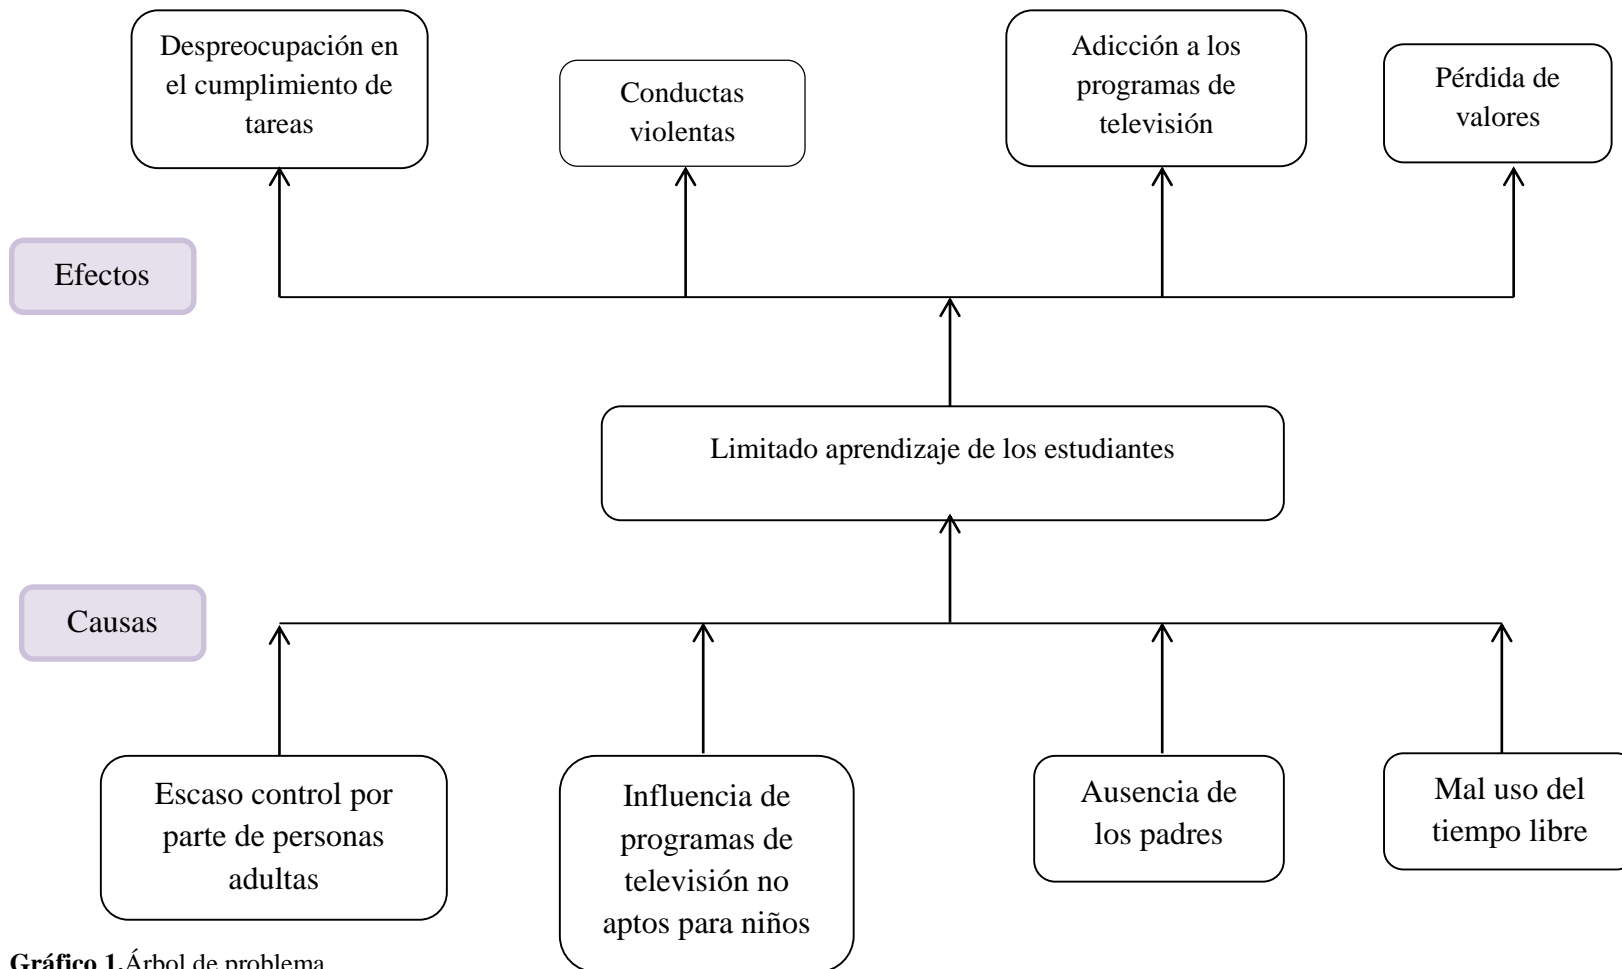 Despreocupación en
el cumplimiento de
tareas
Conductas
violentas
Adicción a los
programas de
televisión
Pérdida de
valores
Efectos
Limitado aprendizaje de los estudiantes
Causas
Escaso control por
parte de personas
adultas
Influencia de
programas de
televisión no
aptos para niños
Ausencia de
los padres
Mal uso del
tiempo libre
Gráfico 1.Árbol de problema